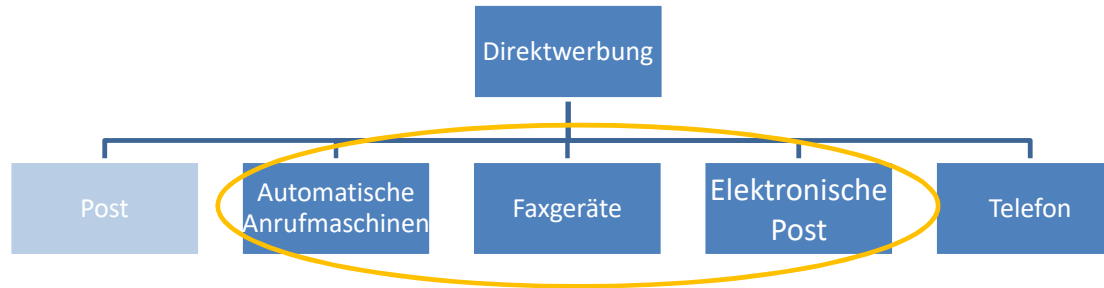 Direktwerbung
Post
Automatische
Anrufmaschinen
Faxgeräte
Elektronische
Post
Telefon